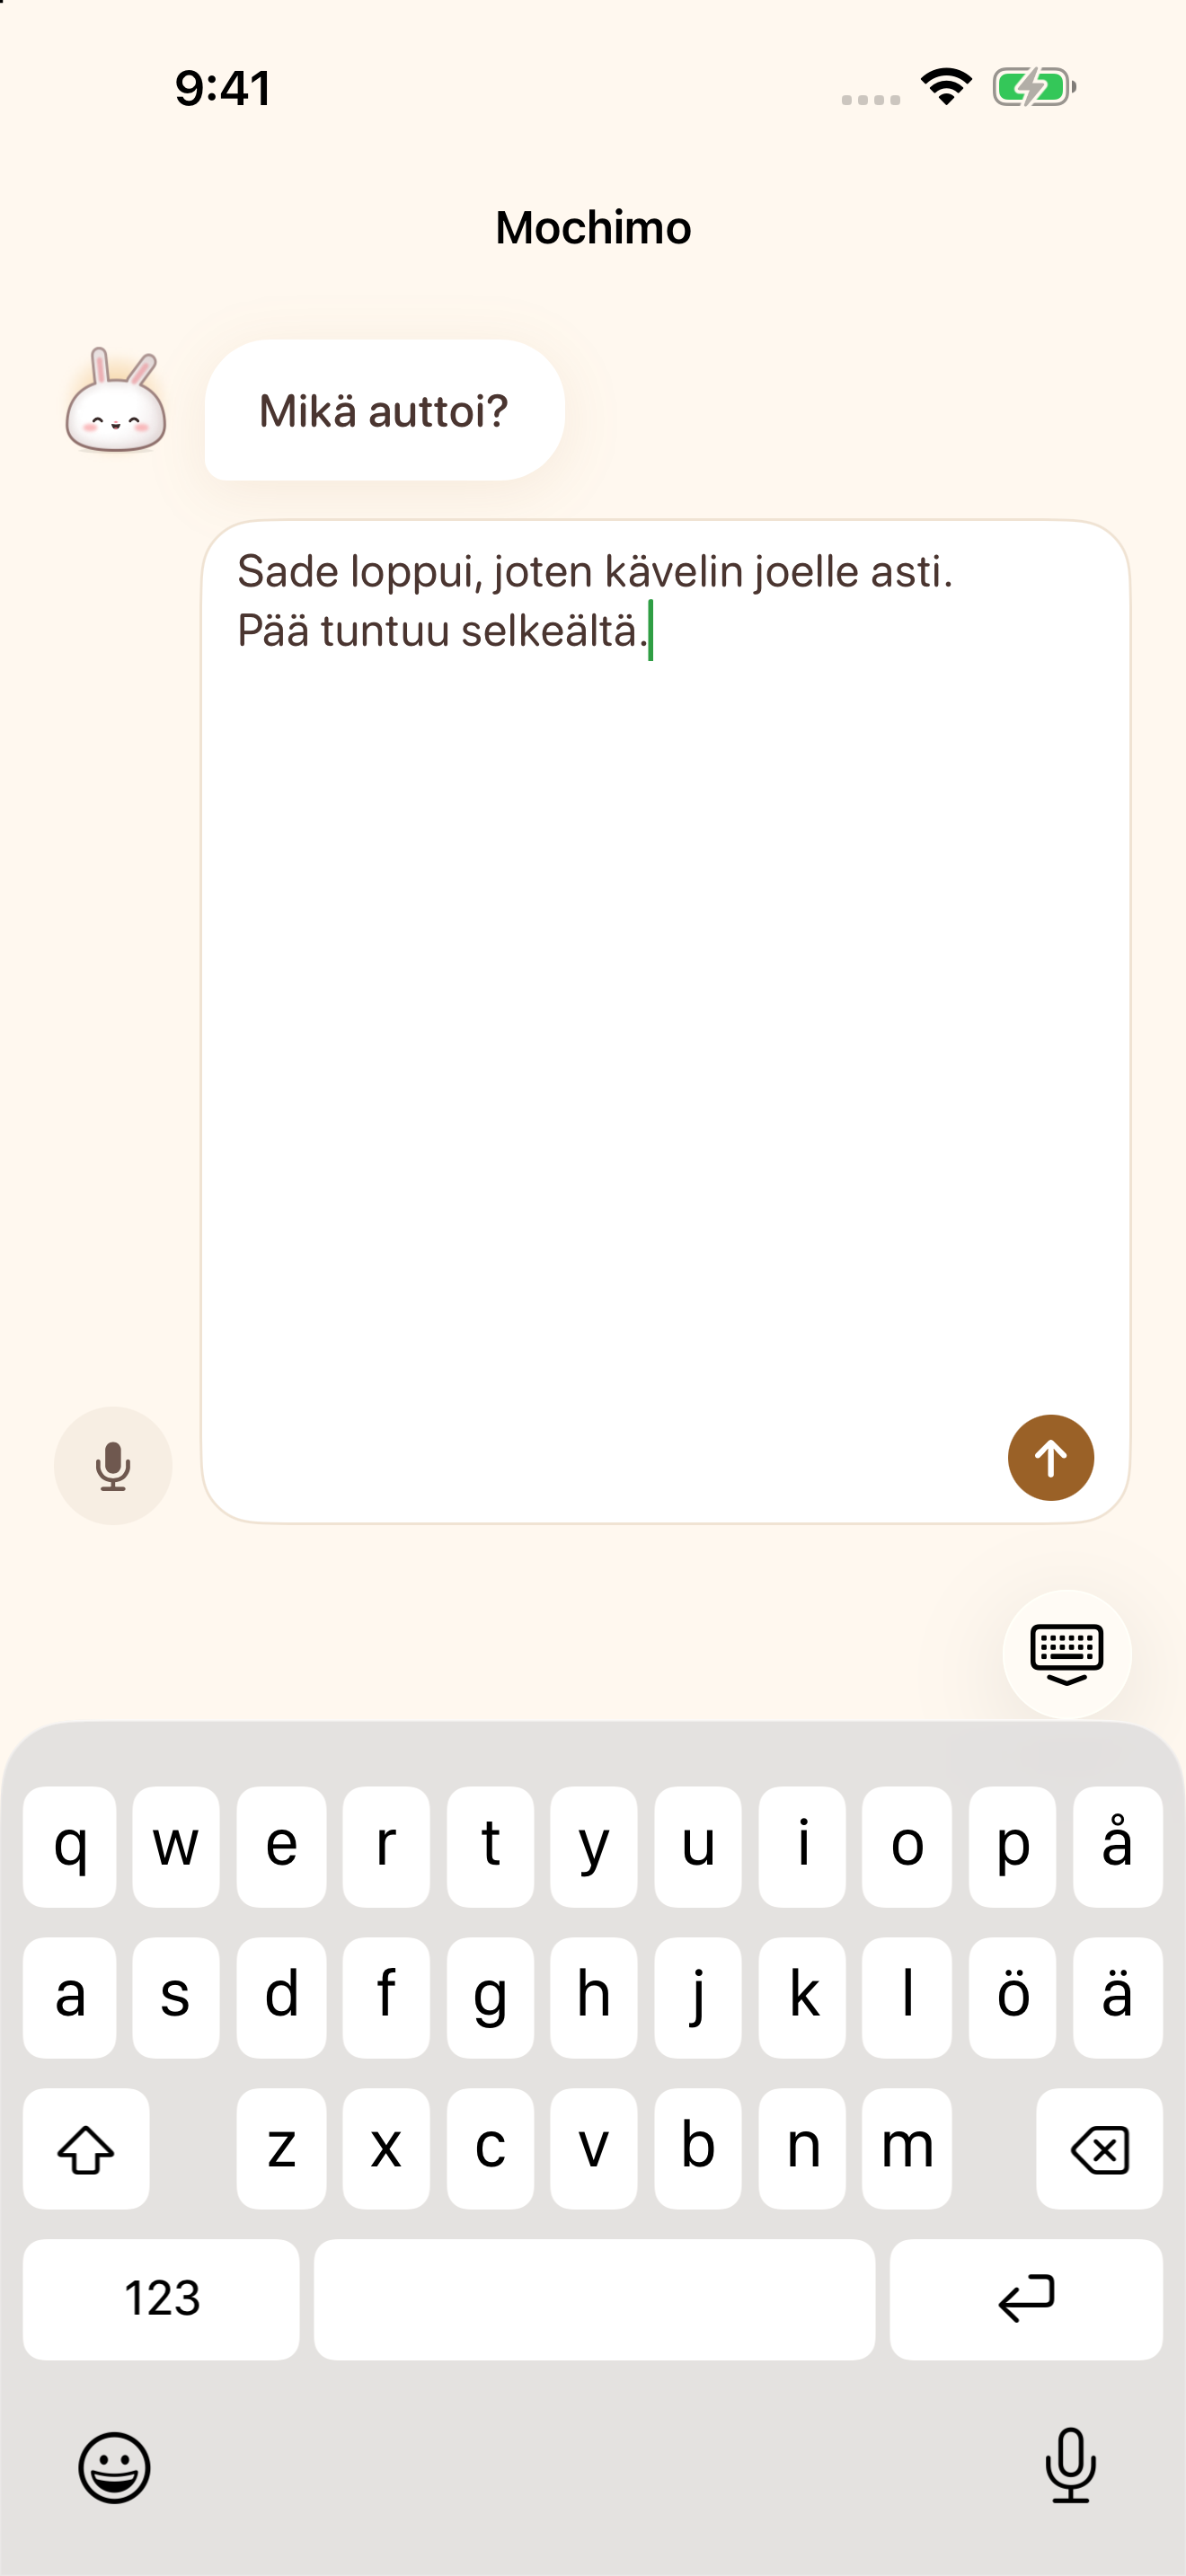 9:41
Mochimo
Mikä auttoi?
Sade loppui, joten kävelin joelle asti.
Pää tuntuu selkeältä.
q w e r t y u i o p å
a s d f g h j k l ö ä
z x c v b n m
123